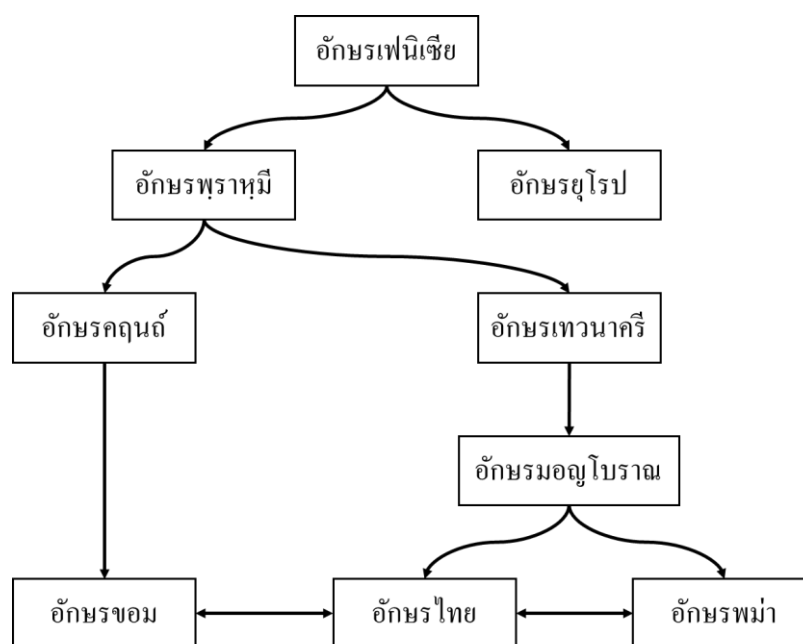 อักษรเฟนิเซีย
อักษรพฺราหฺมี
อักษรยุโรป
อักษรคฤนถ์
อักษรเทวนาครี
อักษรมอญโบราณ
อักษรขอม
อักษรไทย
อักษรพม่า